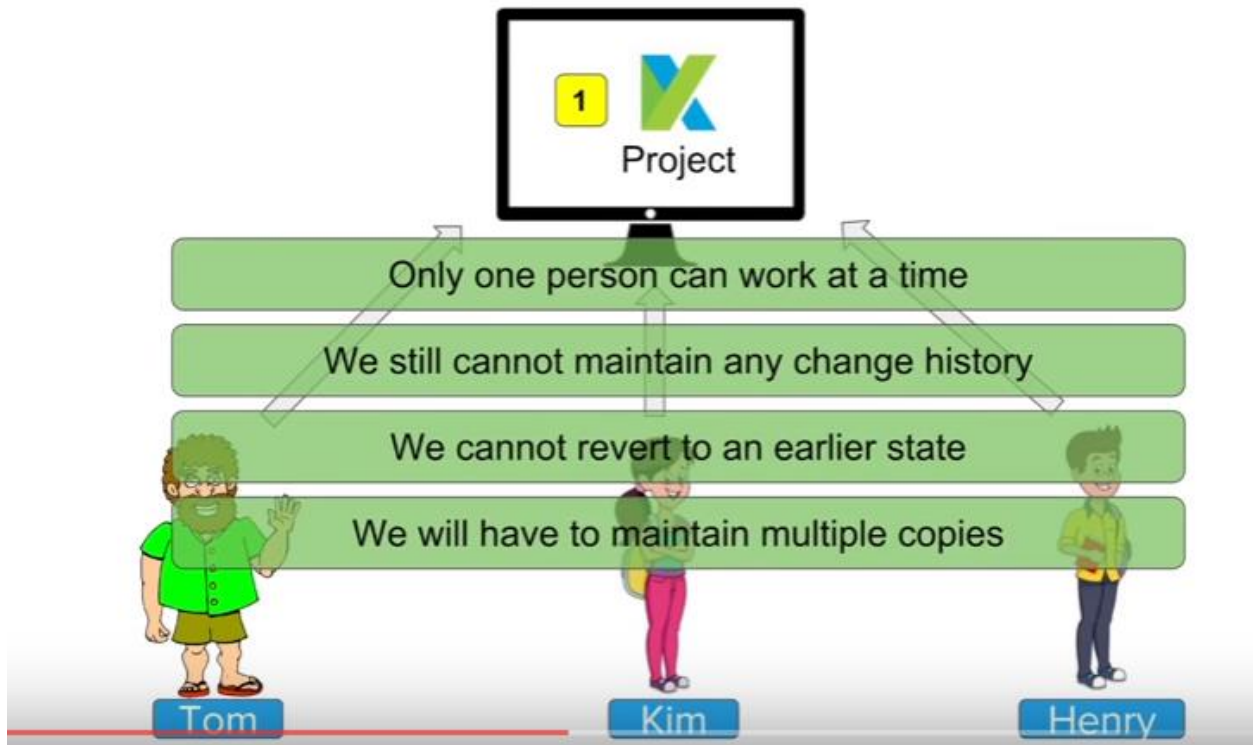 1
Project
Only one person can work at a time
We still cannot maintain any change history
We cannot revert to an earlier state
We will have to maintain multiple copies
Tom
Kim
Henry